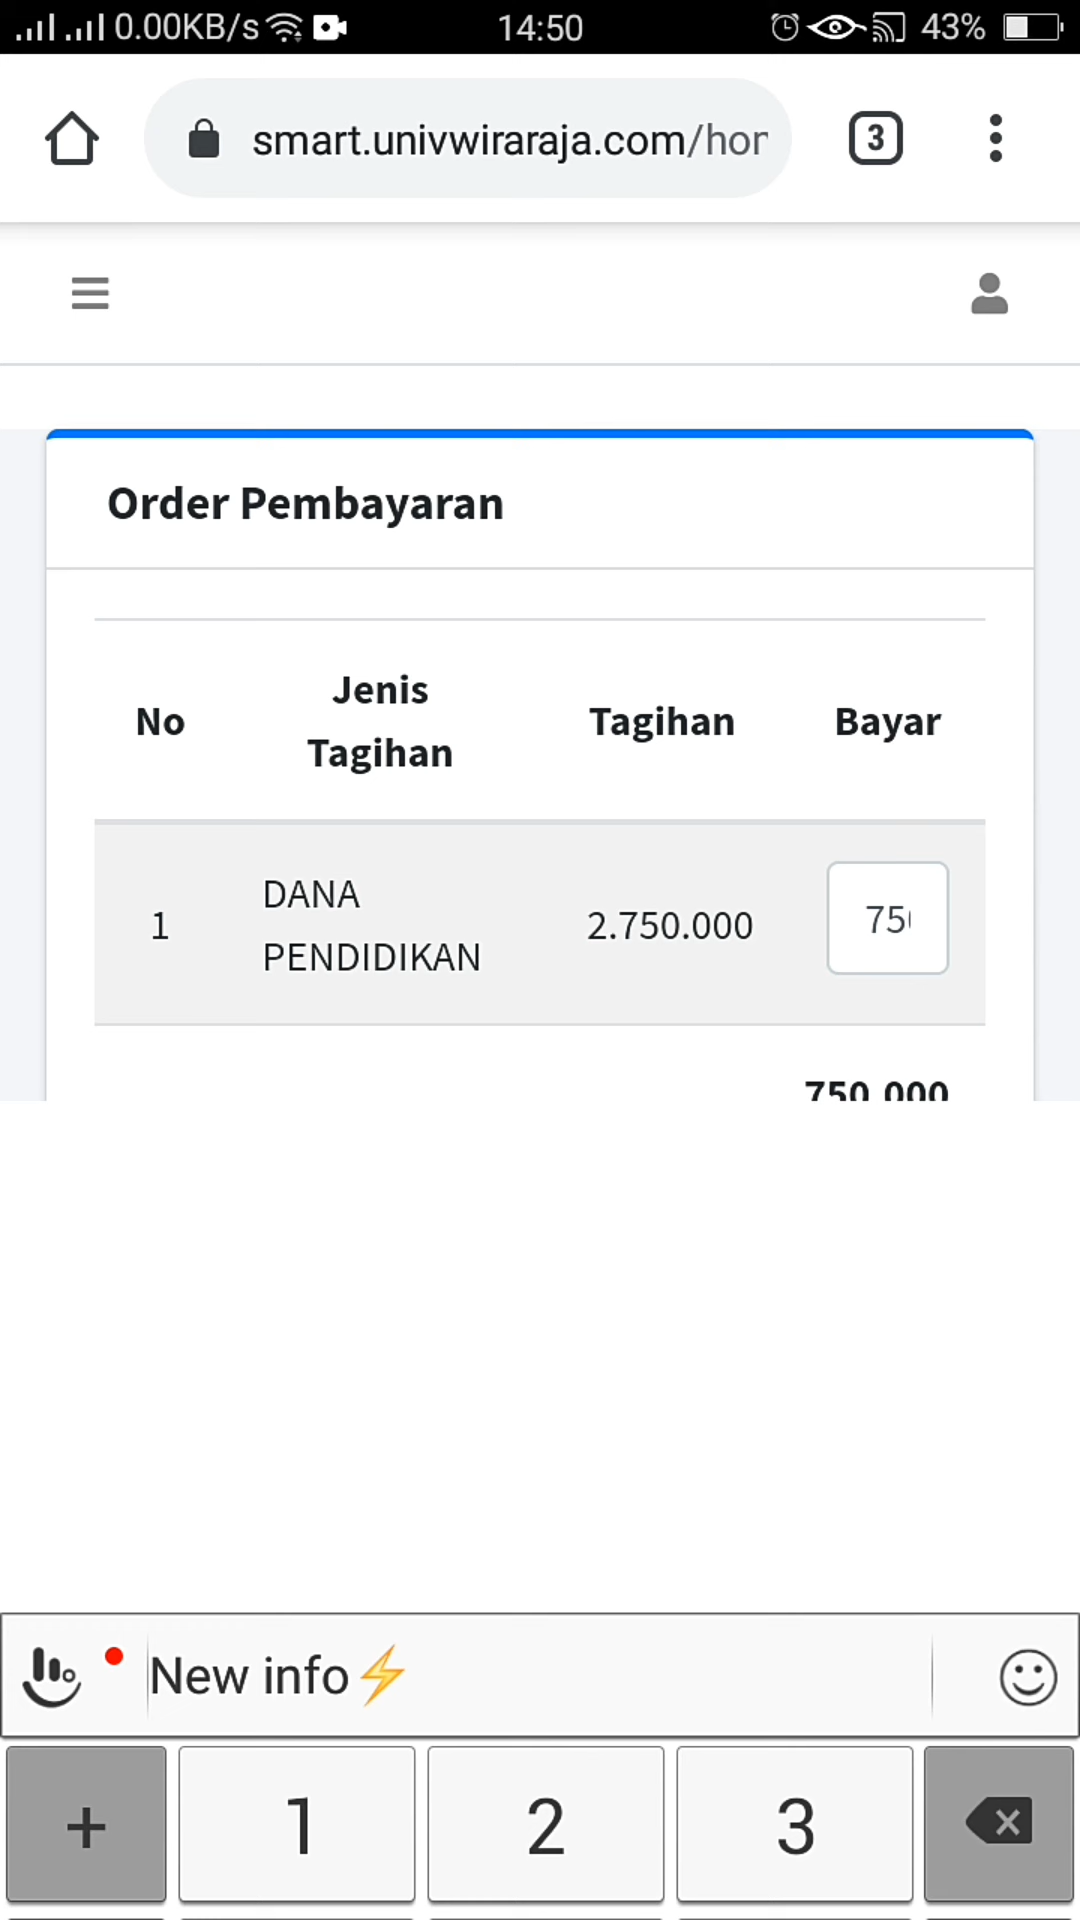 0.00KB/s 14:50 43%
smart.univwiraraja.com/hor 3
Order Pembayaran
No Jenis Tagihan Tagihan Bayar
1 DANA PENDIDIKAN 2.750.000 750
750.000
New info⚡
+ 1 2 3